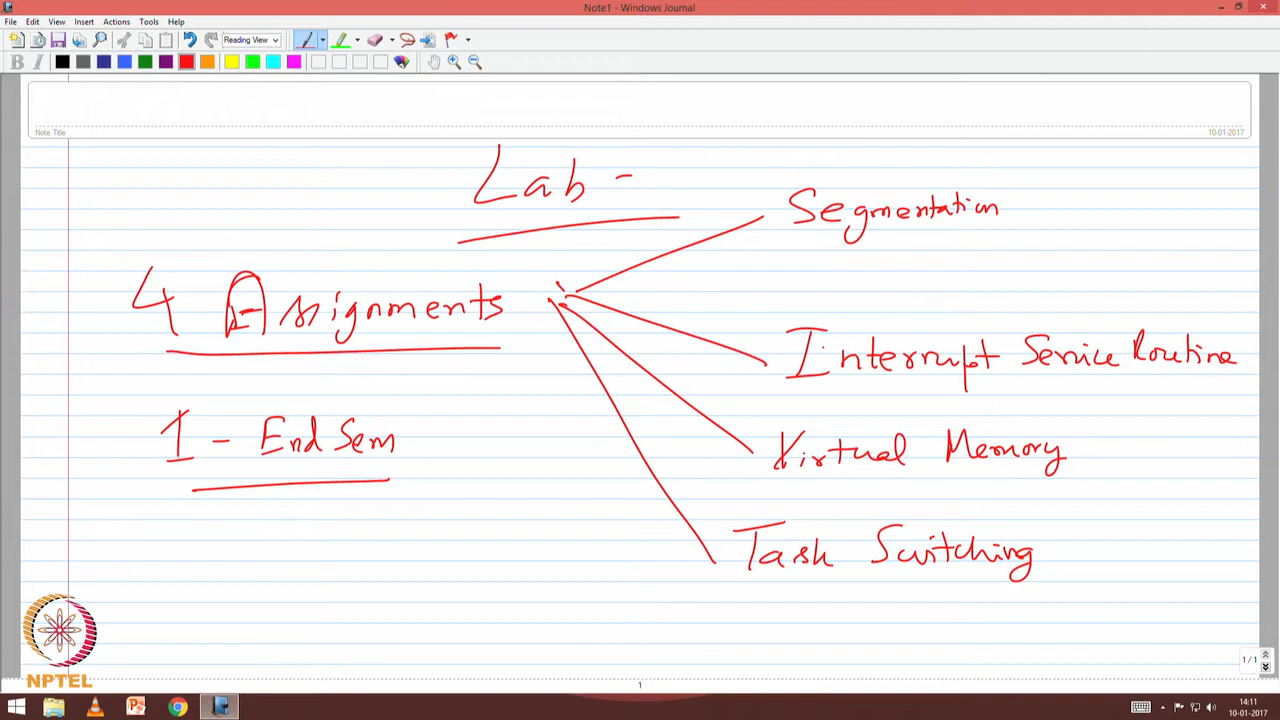 Note1 - Windows Journal
File Edit View Insert Actions Tools Help
Reading View
B I
Note Title
10-01-2017
Lab -
Segmentation
4 Assignments
Interrupt Service Routine
1 - End Sem
Virtual Memory
Task Switching
NPTEL
1 / 1
1
14:11
10-01-2017